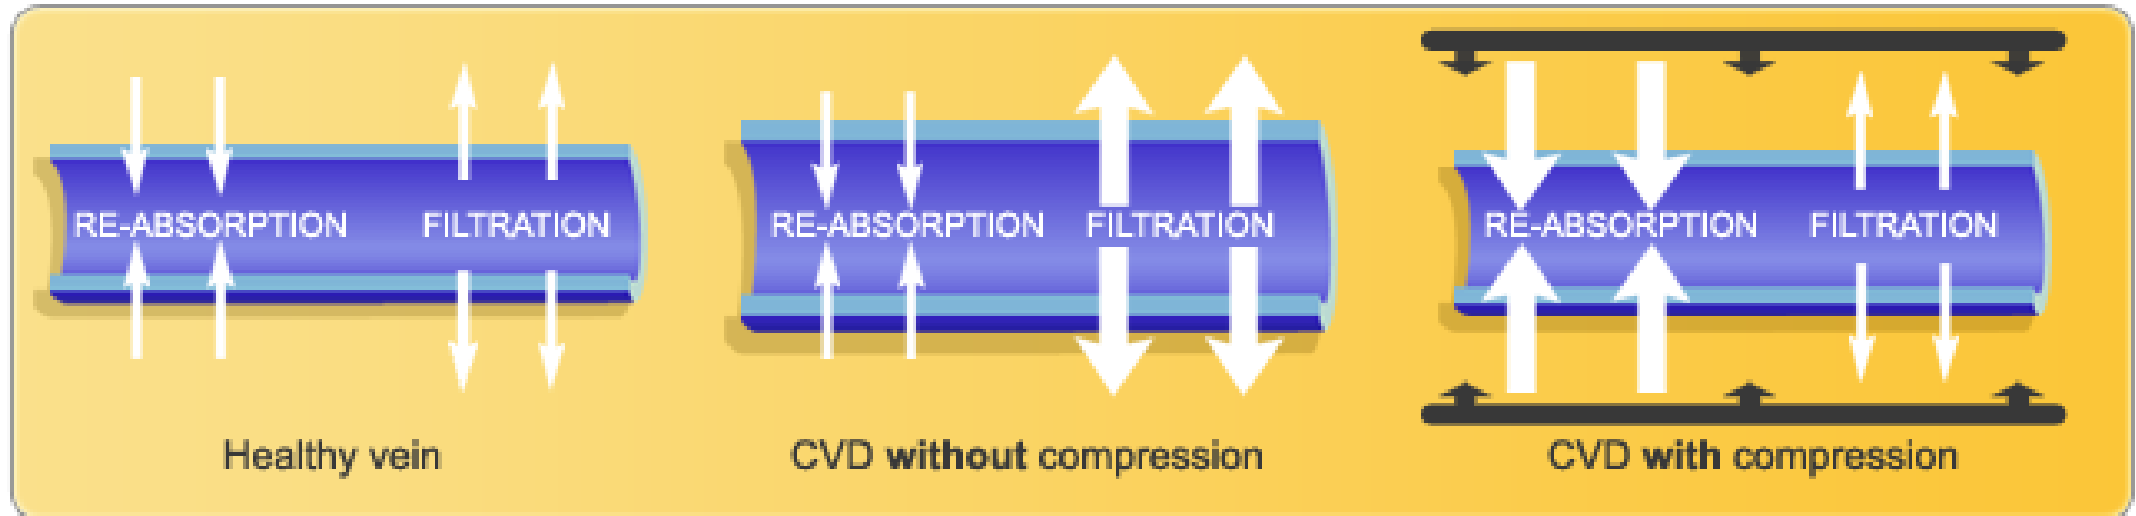 RE-ABSORPTION FILTRATION
Healthy vein
RE-ABSORPTION FILTRATION
CVD without compression
RE-ABSORPTION FILTRATION
CVD with compression